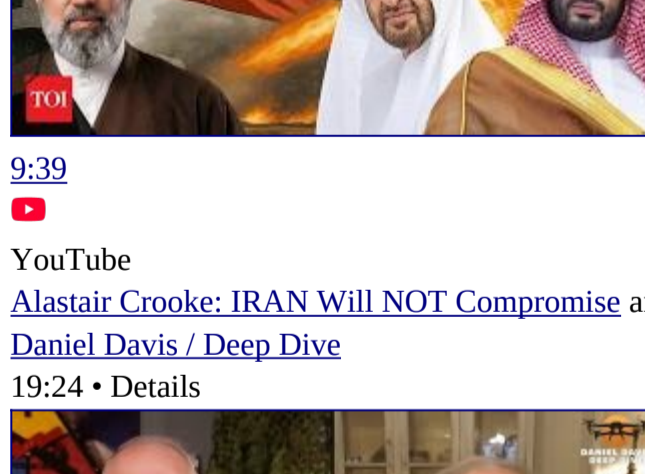 TOI
9:39
YouTube
Alastair Crooke: IRAN Will NOT Compromise
Daniel Davis / Deep Dive
19:24 • Details
DANIEL DAVIS
DEEP DIVE